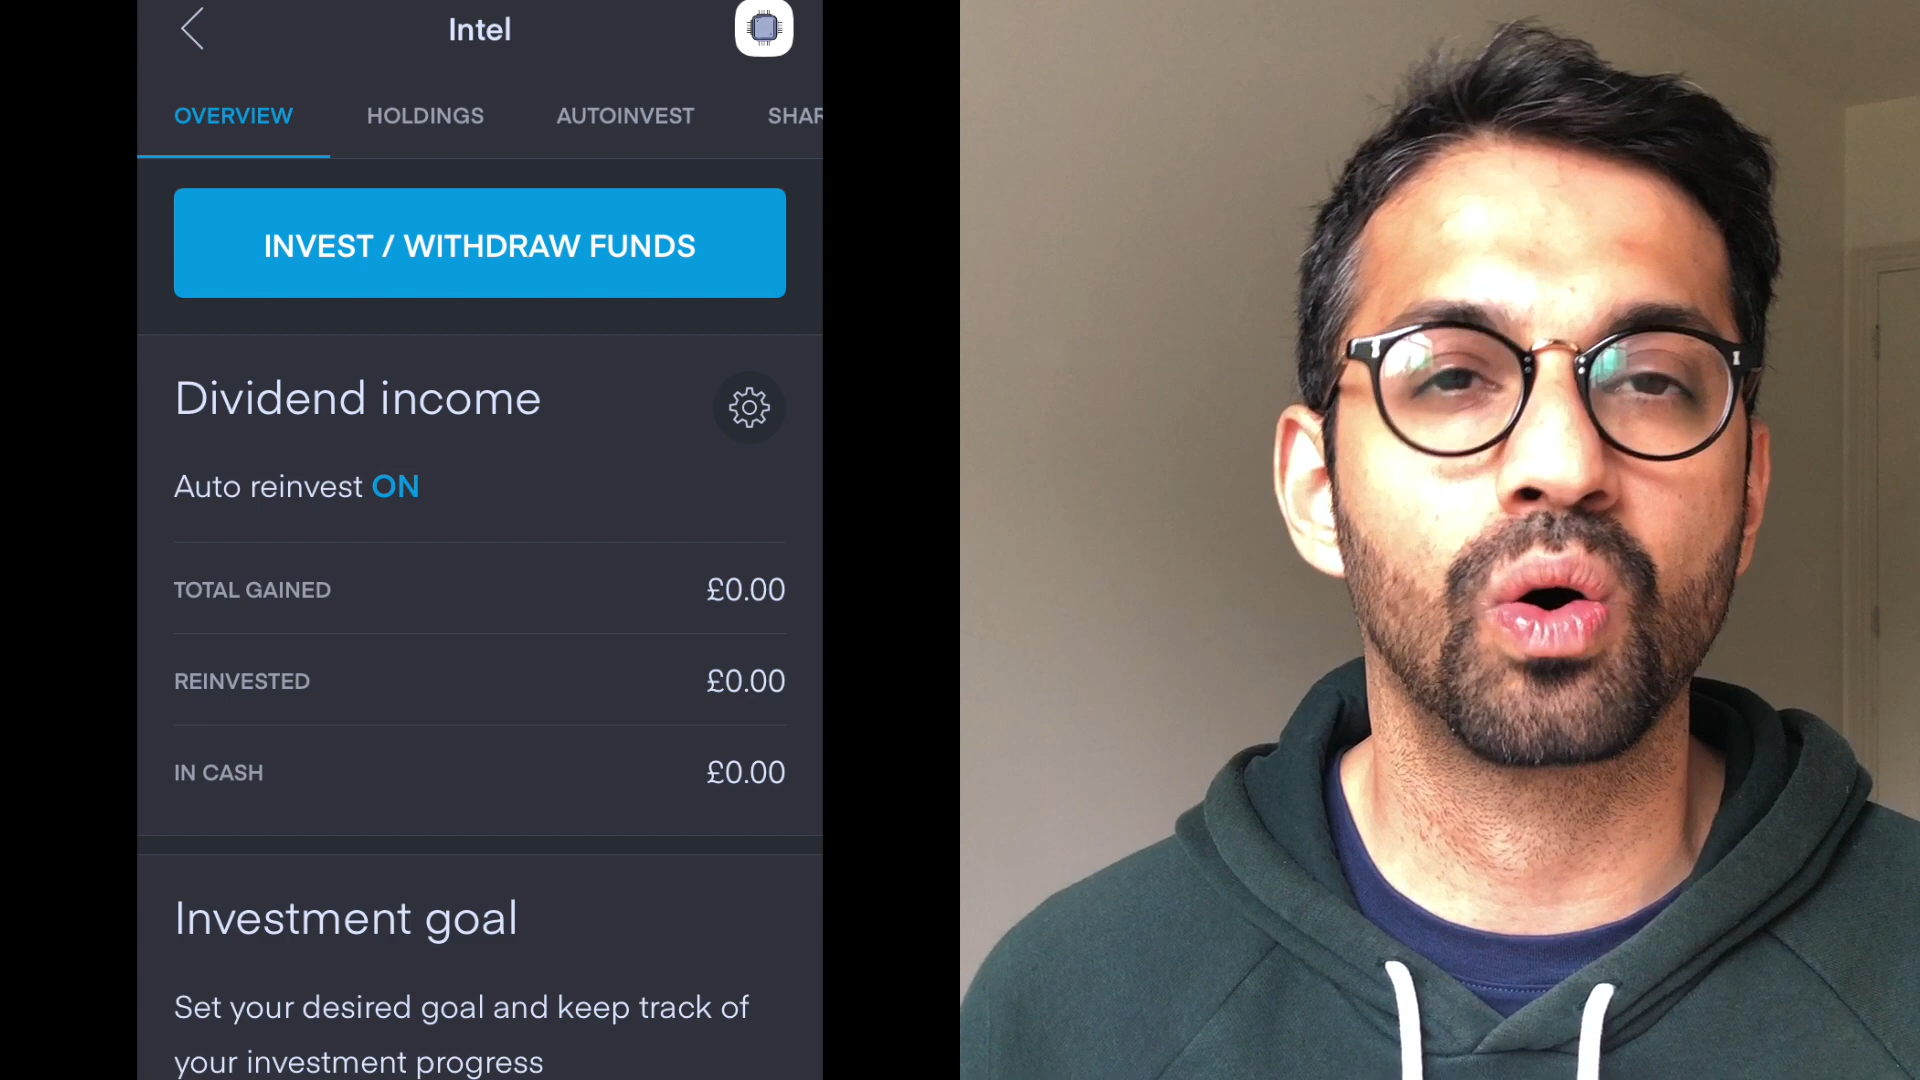 Intel
OVERVIEW HOLDINGS AUTOINVEST SHAR
INVEST / WITHDRAW FUNDS
Dividend income
Auto reinvest ON
TOTAL GAINED £0.00
REINVESTED £0.00
IN CASH £0.00
Investment goal
Set your desired goal and keep track of
your investment progress